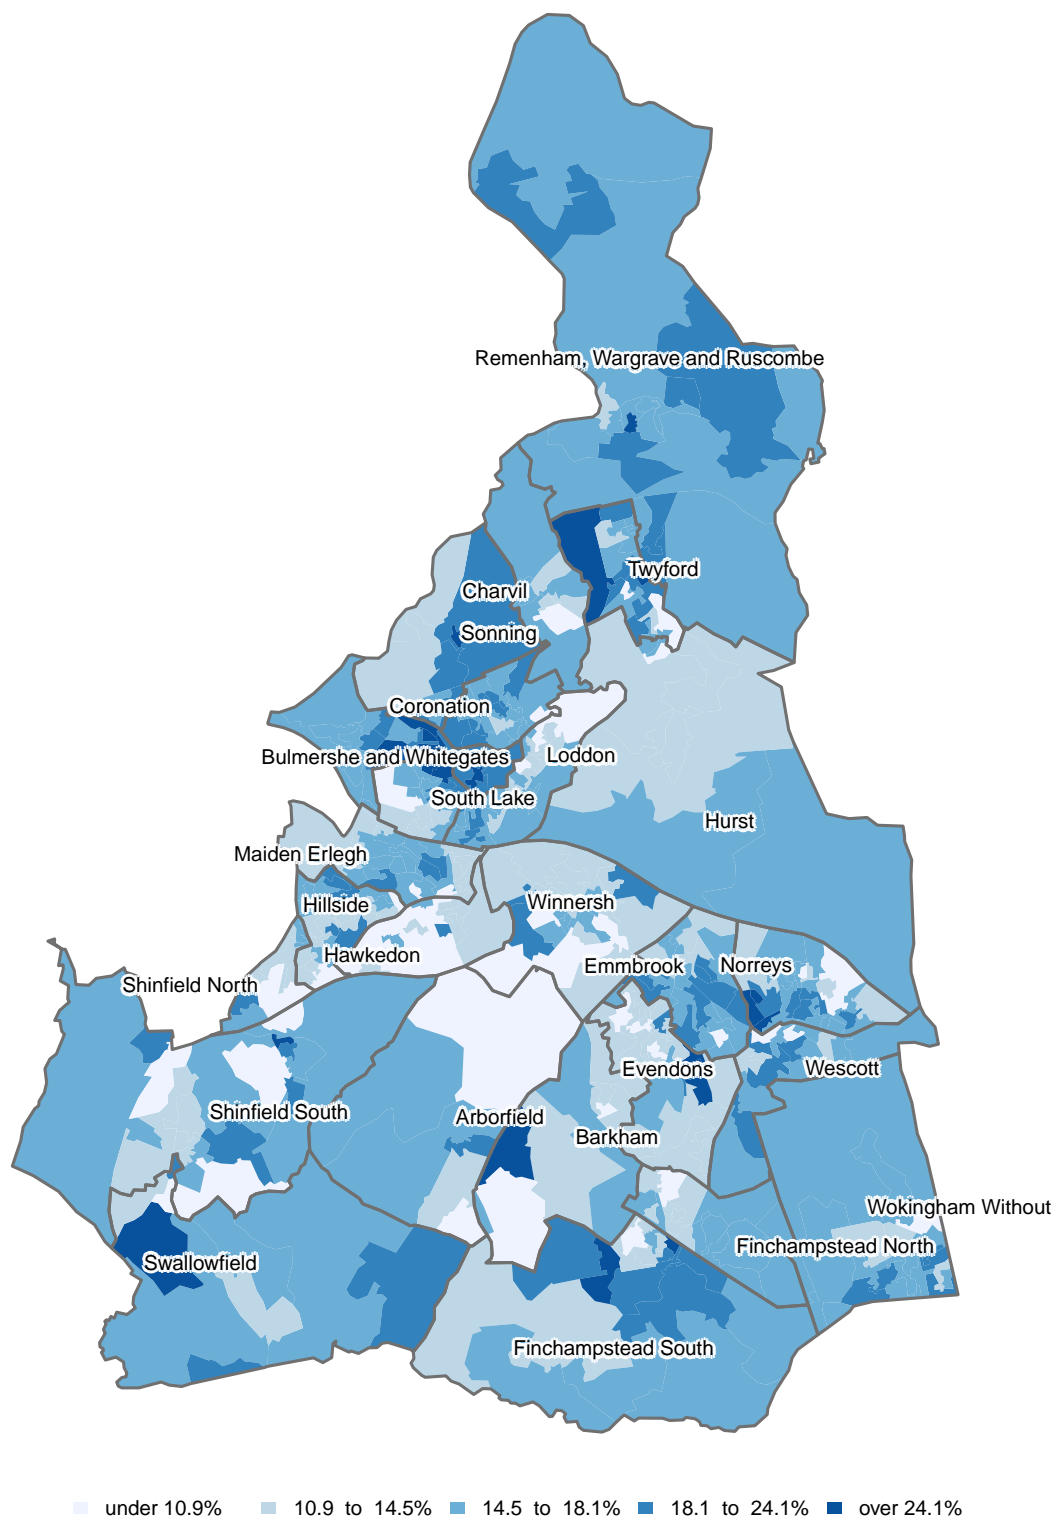 Remenham, Wargrave and Ruscombe
Twyford
Charvil
Sonning
Coronation
Bulmershe and Whitegates
Loddon
South Lake
Hurst
Maiden Erlegh
Hillside
Winnersh
Hawkedon
Emmbrook
Norreys
Shinfield North
Evendons
Wescott
Shinfield South
Arborfield
Barkham
Wokingham Without
Finchampstead North
Swallowfield
Finchampstead South
under 10.9% 10.9 to 14.5% 14.5 to 18.1% 18.1 to 24.1% over 24.1%